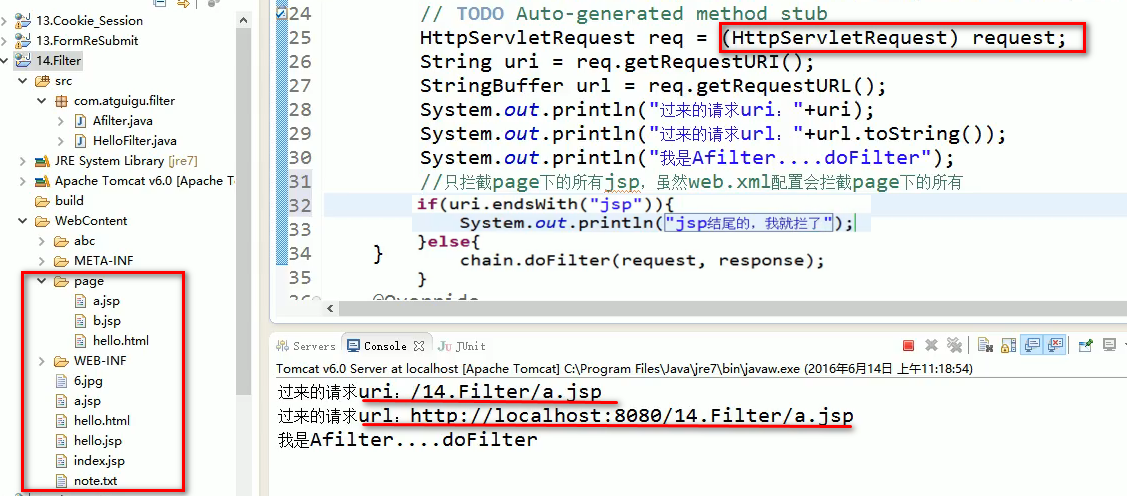 13.Cookie_Session
13.FormReSubmit
14.Filter
src
com.atguigu.filter
Afilter.java
HelloFilter.java
JRE System Library [jre7]
Apache Tomcat v6.0 [Apache T
build
WebContent
abc
META-INF
page
a.jsp
b.jsp
hello.html
WEB-INF
6.jpg
a.jsp
hello.html
hello.jsp
index.jsp
note.txt
24 // TODO Auto-generated method stub
25 HttpServletRequest req = (HttpServletRequest) request;
26 String uri = req.getRequestURI();
27 StringBuffer url = req.getRequestURL();
28 System.out.println("过来的请求uri："+uri);
29 System.out.println("过来的请求url："+url.toString());
30 System.out.println("我是Afilter....doFilter");
31 //只拦截page下的所有jsp，虽然web.xml配置会拦截page下的所有
32 if(uri.endsWith("jsp")){
33 System.out.println("jsp结尾的，我就拦了");
}else{
34 }
chain.doFilter(request, response);
35 }
36 @Override
Servers Console JUnit
Tomcat v6.0 Server at localhost [Apache Tomcat] C:\Program Files\Java\jre7\bin\javaw.exe (2016年6月14日 上午11:18:54)
过来的请求uri：/14.Filter/a.jsp
过来的请求url：http://localhost:8080/14.Filter/a.jsp
我是Afilter....doFilter